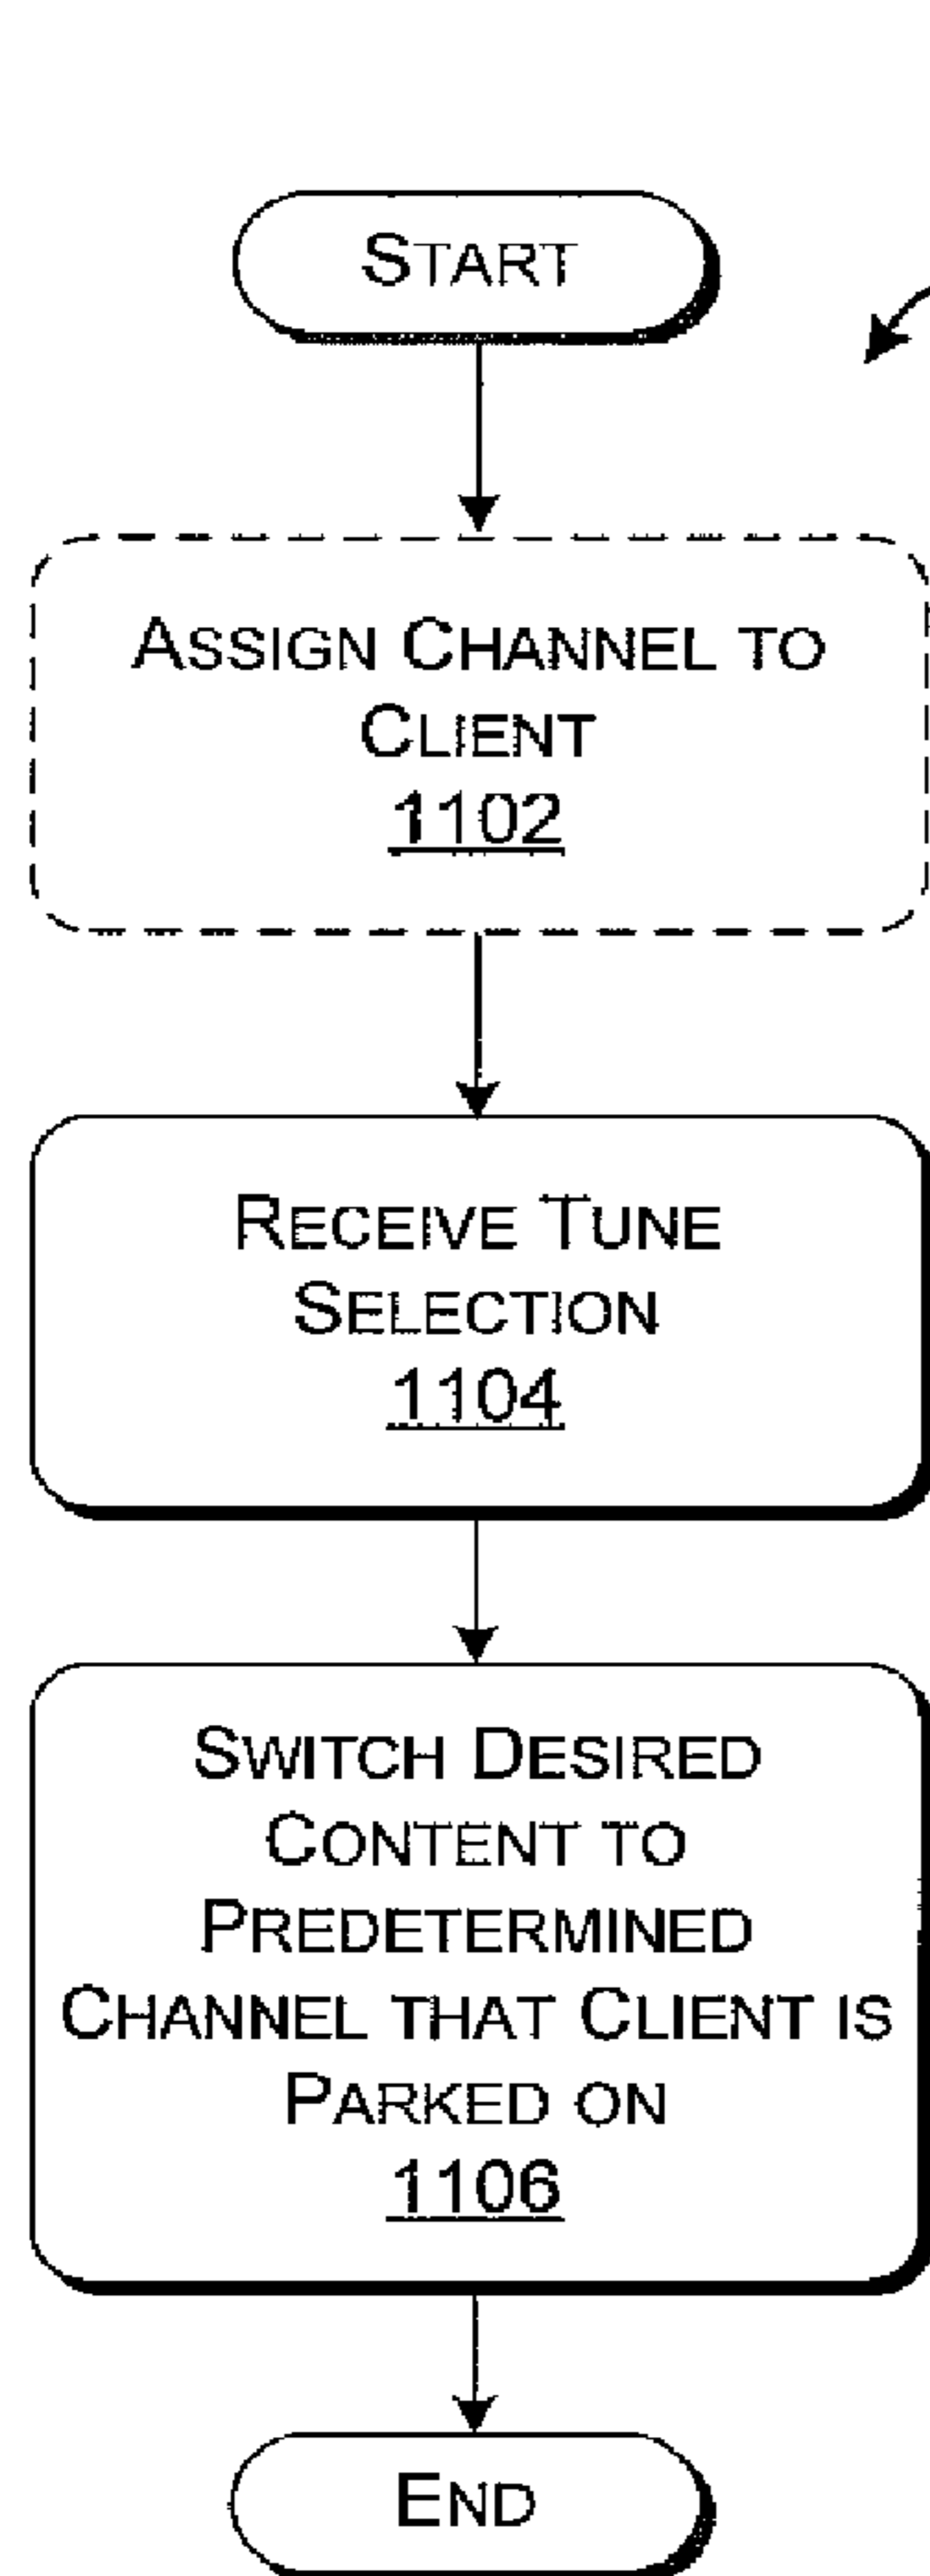 START
ASSIGN CHANNEL TO
CLIENT
1102
RECEIVE TUNE
SELECTION
1104
SWITCH DESIRED
CONTENT TO
PREDETERMINED
CHANNEL THAT CLIENT IS
PARKED ON
1106
END